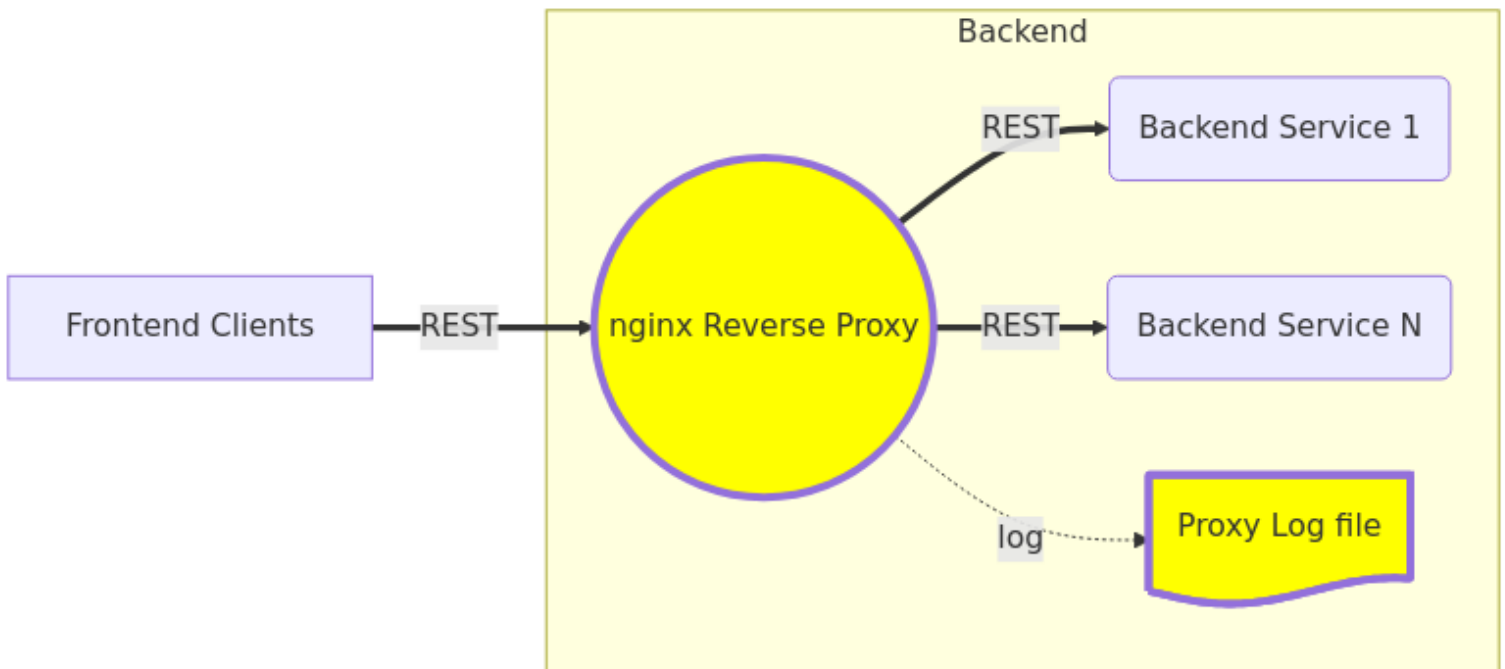 Backend
REST
Backend Service 1
Frontend Clients
REST
nginx Reverse Proxy
REST
Backend Service N
log
Proxy Log file